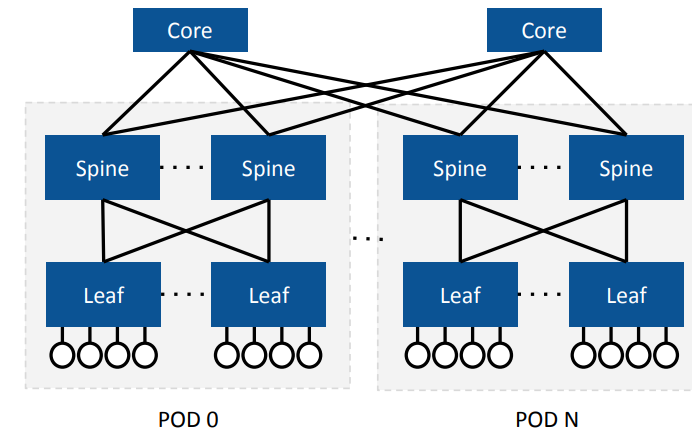 Core Core
Spine Spine Spine Spine
Leaf Leaf Leaf Leaf
POD 0 POD N